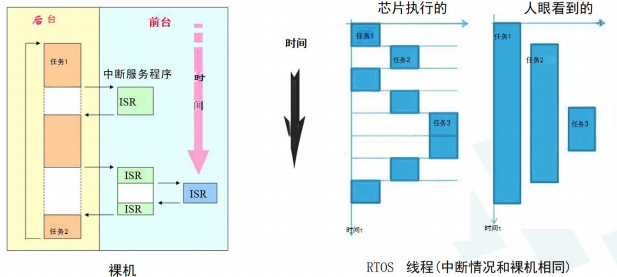 后台
前台
任务1
中断服务程序
ISR
时
间
ISR
ISR
ISR
任务2
裸机
时间
芯片执行的
任务1
任务2
任务3
时间t
人眼看到的
任务1
任务2
任务3
时间t
RTOS 线程(中断情况和裸机相同)